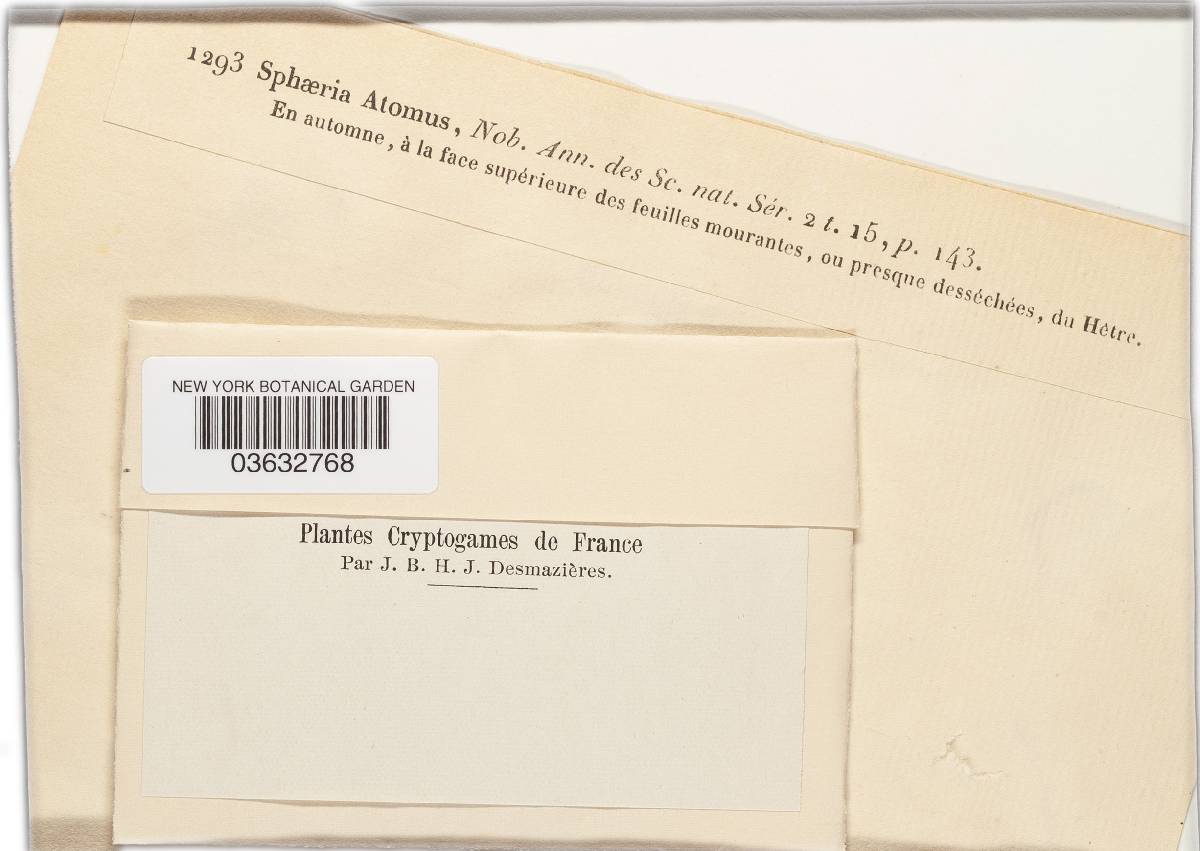 1293 Sphæria Atomus, Nob. Ann. des Sc. nat. Sér. 2 t. 15, p. 143.
En automne, à la face supérieure des feuilles mourantes, ou presque desséchées, du Hêtre.
NEW YORK BOTANICAL GARDEN
03632768
Plantes Cryptogames de France
Par J. B. H. J. Desmazières.